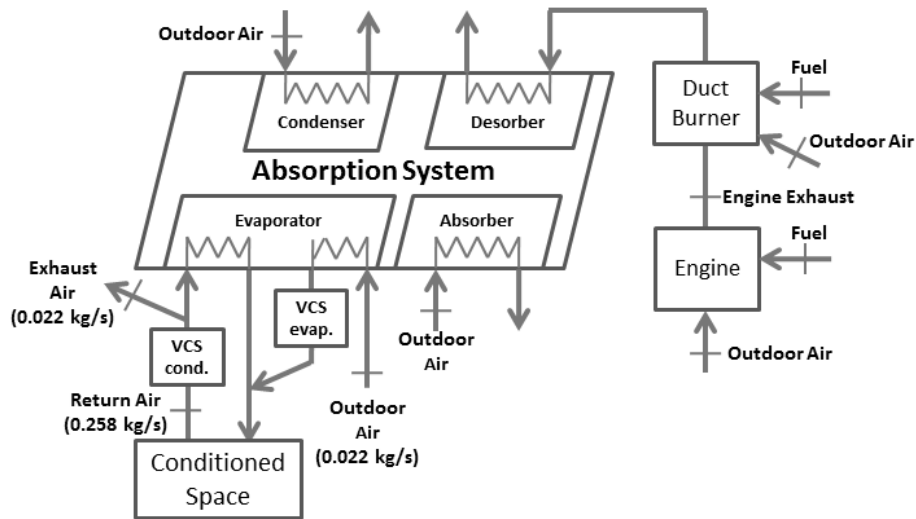 Outdoor Air
Condenser
Desorber
Duct
Burner
Fuel
Outdoor Air
Absorption System
Engine Exhaust
Evaporator
Absorber
Fuel
Engine
Exhaust
Air
(0.022 kg/s)
VCS
evap.
VCS
cond.
Outdoor
Air
Outdoor Air
Return Air
(0.258 kg/s)
Outdoor
Air
(0.022 kg/s)
Conditioned
Space